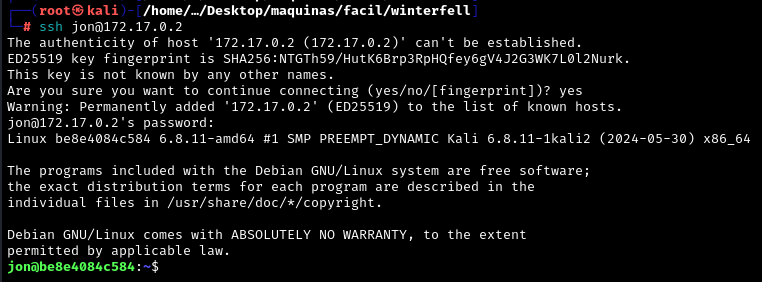 (root㉿kali)-[/home/…/Desktop/maquinas/facil/winterfell]
# ssh jon@172.17.0.2
The authenticity of host '172.17.0.2 (172.17.0.2)' can't be established.
ED25519 key fingerprint is SHA256:NTGTh59/HutK6Brp3RpHQfey6gV4J2G3WK7L0l2Nurk.
This key is not known by any other names.
Are you sure you want to continue connecting (yes/no/[fingerprint])? yes
Warning: Permanently added '172.17.0.2' (ED25519) to the list of known hosts.
jon@172.17.0.2's password:
Linux be8e4084c584 6.8.11-amd64 #1 SMP PREEMPT_DYNAMIC Kali 6.8.11-1kali2 (2024-05-30) x86_64
The programs included with the Debian GNU/Linux system are free software;
the exact distribution terms for each program are described in the
individual files in /usr/share/doc/*/copyright.
Debian GNU/Linux comes with ABSOLUTELY NO WARRANTY, to the extent
permitted by applicable law.
jon@be8e4084c584:~$